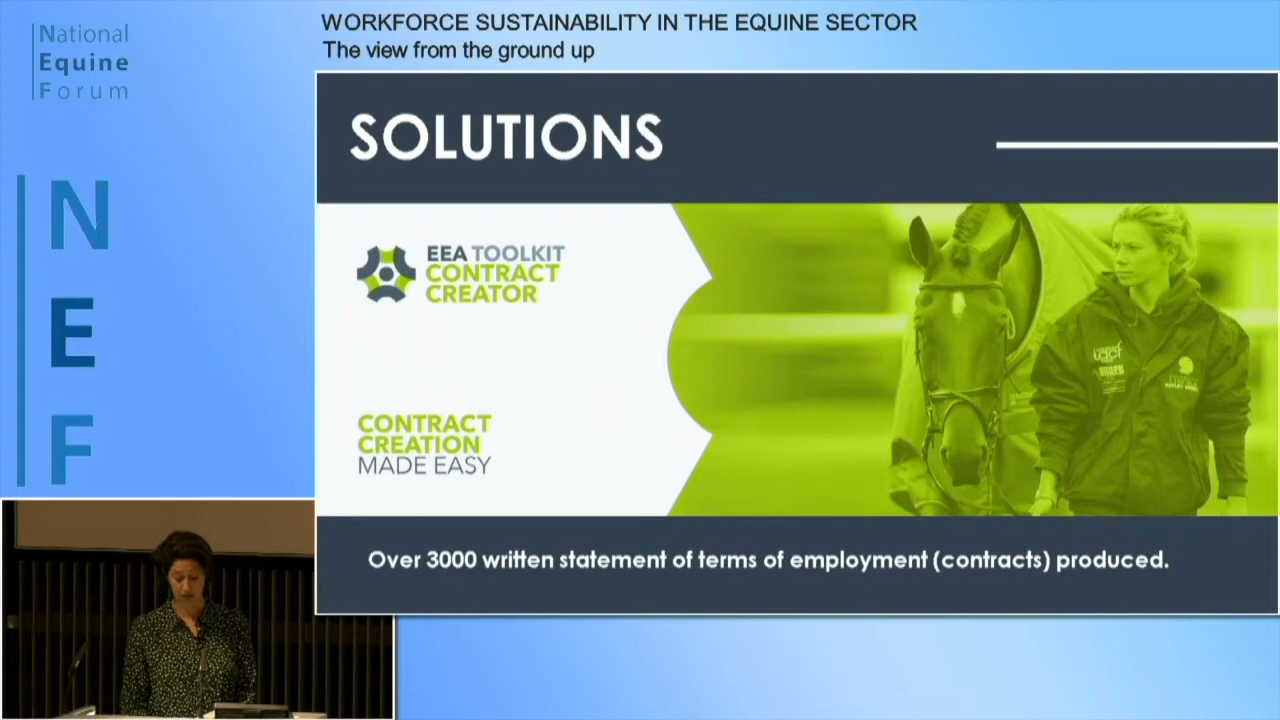 National
Equine
Forum
WORKFORCE SUSTAINABILITY IN THE EQUINE SECTOR
The view from the ground up
N
E
F
SOLUTIONS
EEA TOOLKIT
CONTRACT
CREATOR
CONTRACT
CREATION
MADE EASY
Over 3000 written statement of terms of employment (contracts) produced.